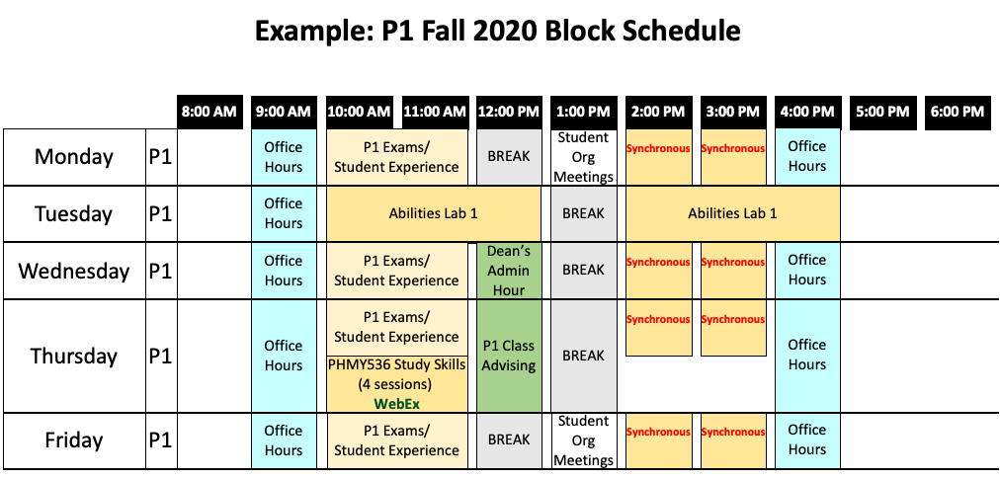 Example: P1 Fall 2020 Block Schedule
8:00 AM 9:00 AM 10:00 AM 11:00 AM 12:00 PM 1:00 PM 2:00 PM 3:00 PM 4:00 PM 5:00 PM 6:00 PM
Monday P1
Office
Hours
P1 Exams/
Student Experience
BREAK
Student
Org
Meetings
Synchronous
Synchronous
Office
Hours
Tuesday P1
Office
Hours
Abilities Lab 1
BREAK
Abilities Lab 1
Wednesday P1
Office
Hours
P1 Exams/
Student Experience
Dean's
Admin
Hour
BREAK
Synchronous
Synchronous
Office
Hours
Thursday P1
Office
Hours
P1 Exams/
Student Experience
PHMY536 Study Skills
(4 sessions)
WebEx
P1 Class
Advising
BREAK
Synchronous
Synchronous
Office
Hours
Friday P1
Office
Hours
P1 Exams/
Student Experience
BREAK
Student
Org
Meetings
Synchronous
Synchronous
Office
Hours